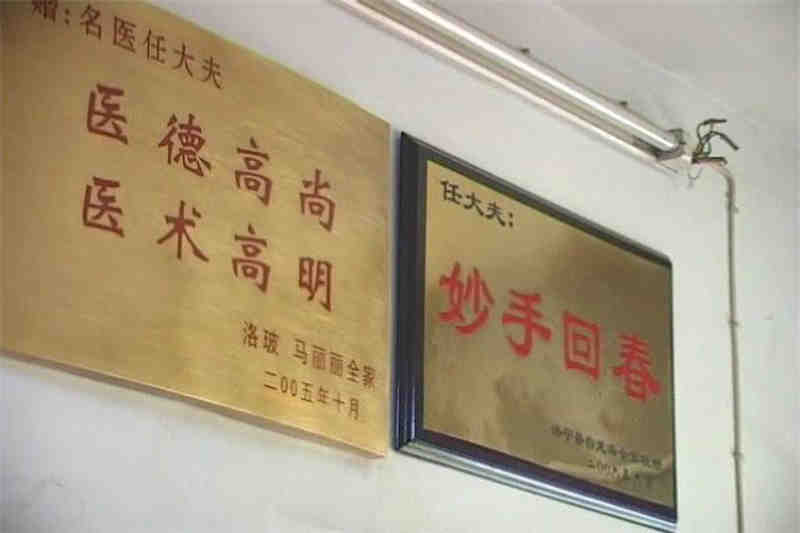 赠:名医任大夫
医德高尚
医术高明
洛玻 马丽丽全家
二00五年十月
任大夫:
妙手回春